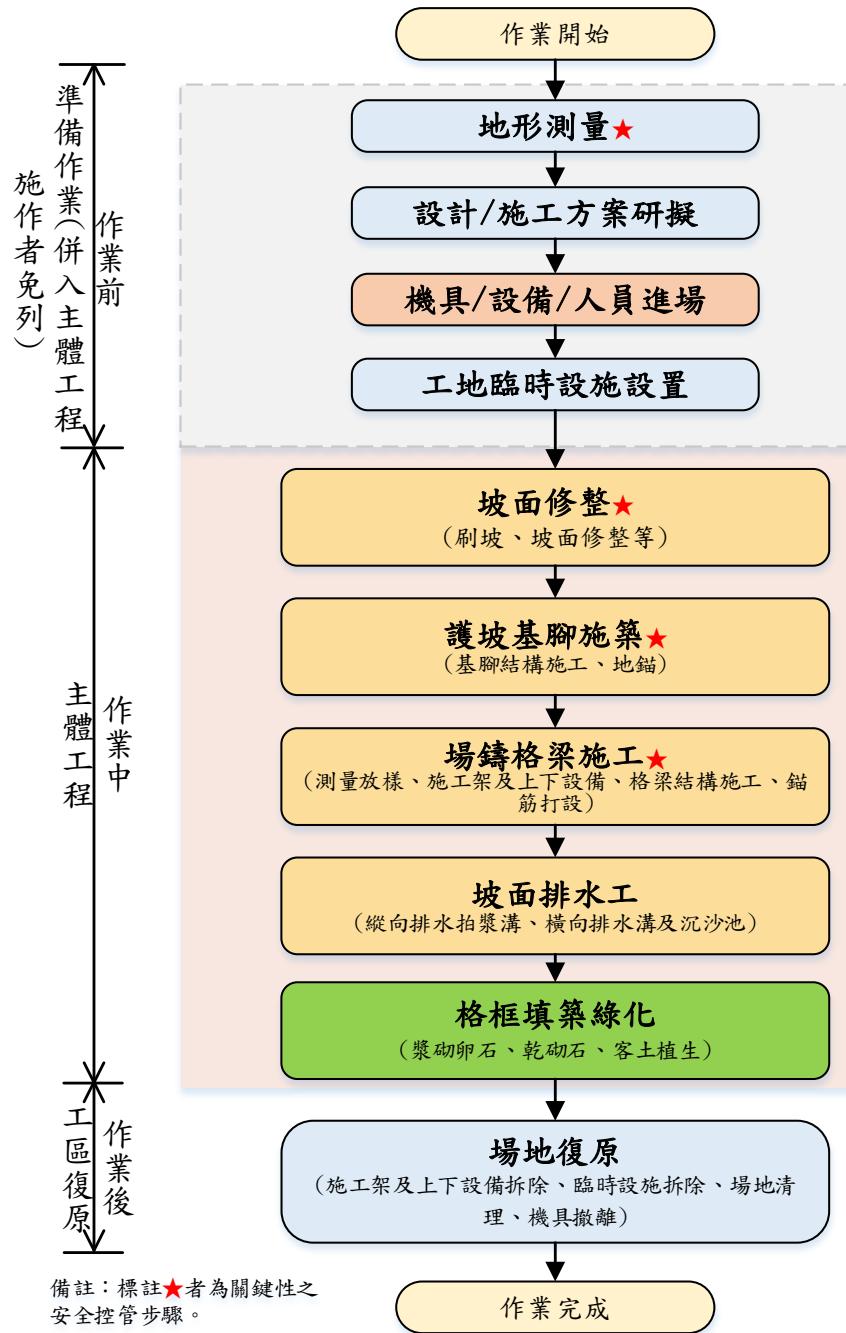 作業開始
準備作業(併入主體工程
施作者免列)
作業前
地形測量★
設計/施工方案研擬
機具/設備/人員進場
工地臨時設施設置
主體工程
作業中
坡面修整★
(刷坡、坡面修整等)
護坡基腳施築★
(基腳結構施工、地錨)
場鑄格梁施工★
(測量放樣、施工架及上下設備、格梁結構施工、錨
筋打設)
坡面排水工
(縱向排水拍漿溝、橫向排水溝及沉沙池)
格框填築綠化
(漿砌卵石、乾砌石、客土植生)
工區復原
作業後
場地復原
(施工架及上下設備拆除、臨時設施拆除、場地清
理、機具撤離)
備註：標註★者為關鍵性之
安全控管步驟。
作業完成